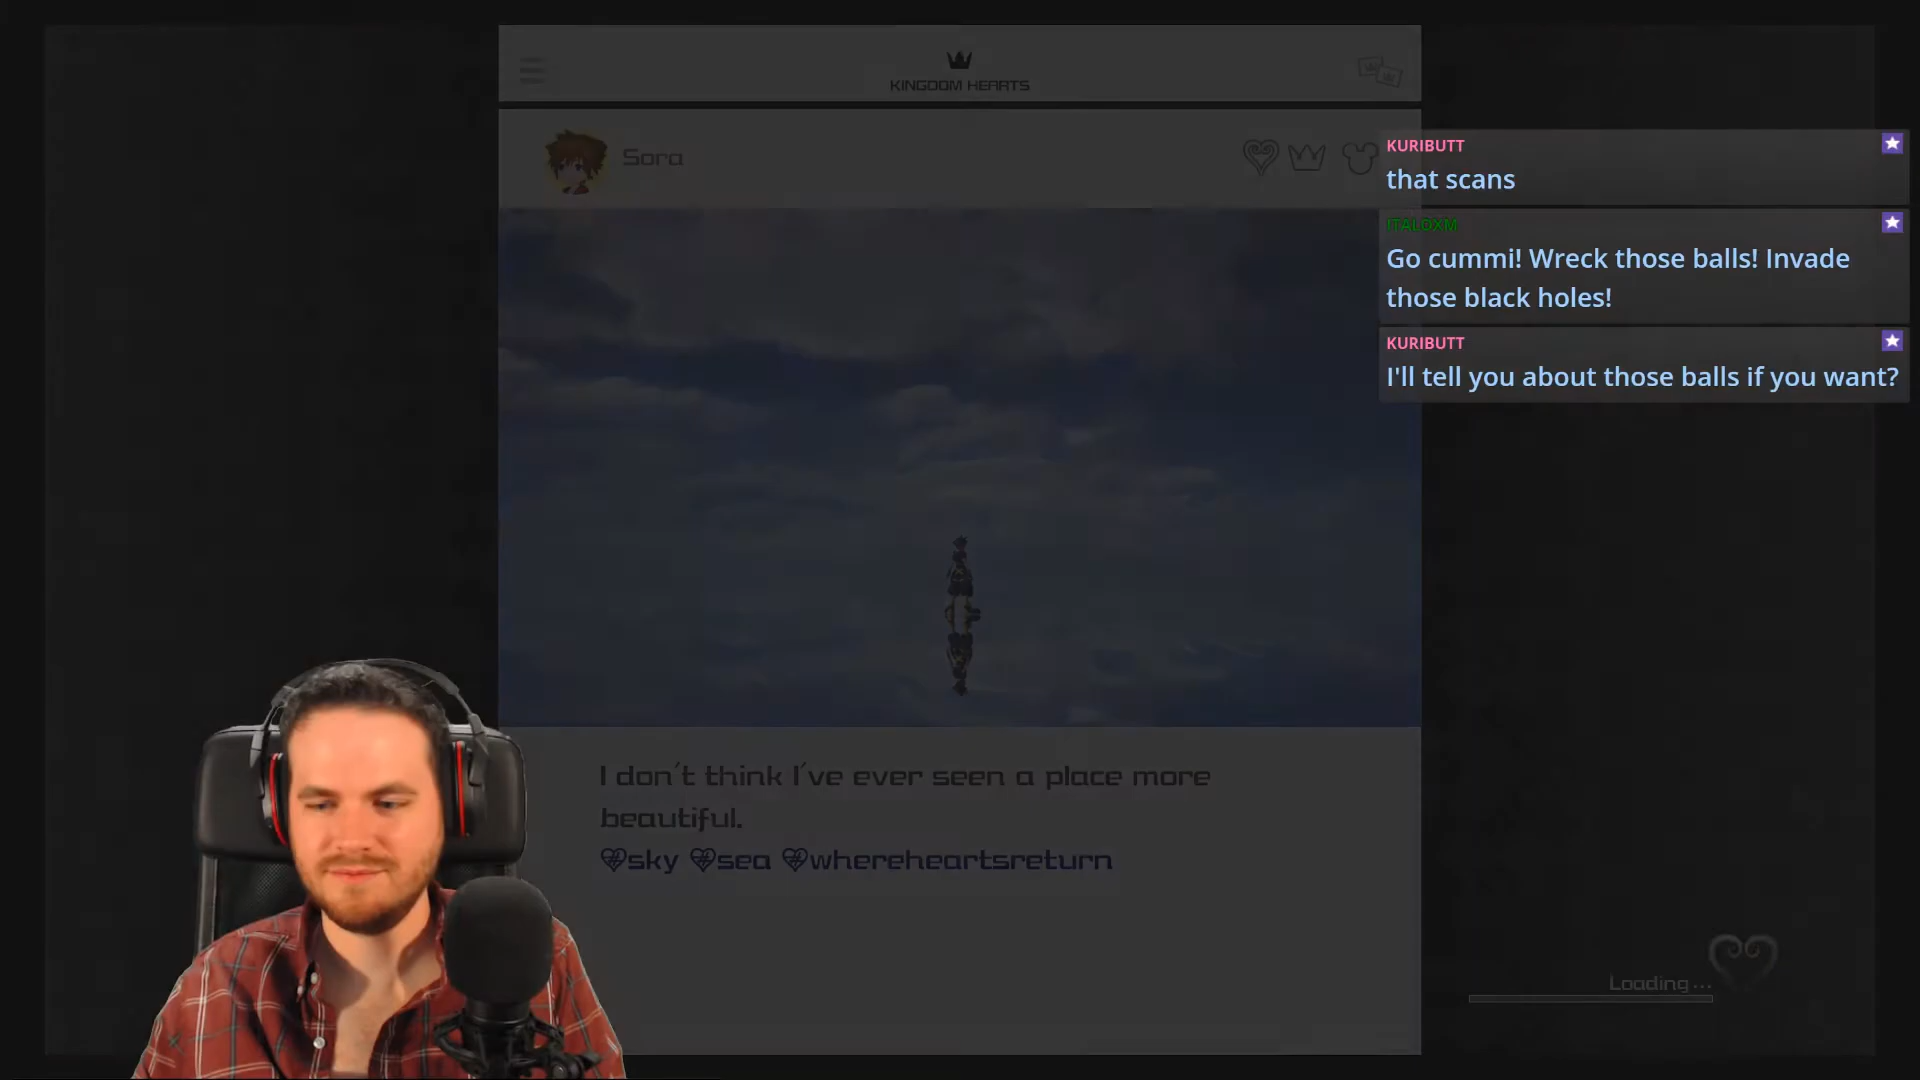 KINGDOM HEARTS
Sora
KURIBUTT
that scans
ITALOXM
Go cummi! Wreck those balls! Invade
those black holes!
KURIBUTT
I'll tell you about those balls if you want?
I don't think I've ever seen a place more
beautiful.
sky sea whereheartsreturn
Loading...